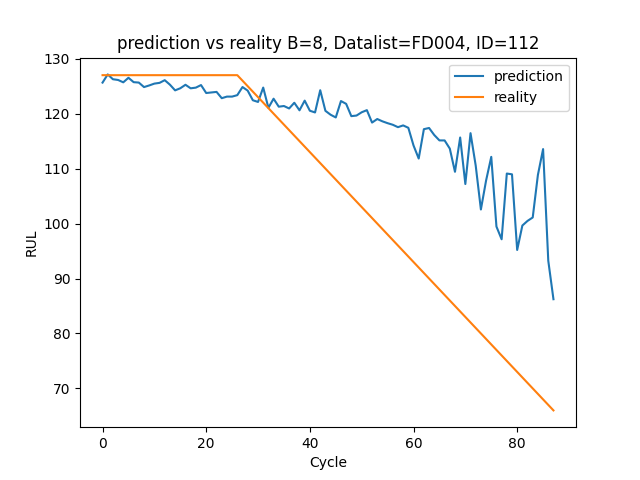 prediction vs reality B=8, Datalist=FD004, ID=112
prediction
reality
130
120
110
100
90
80
70
RUL
0
20
40
60
80
Cycle